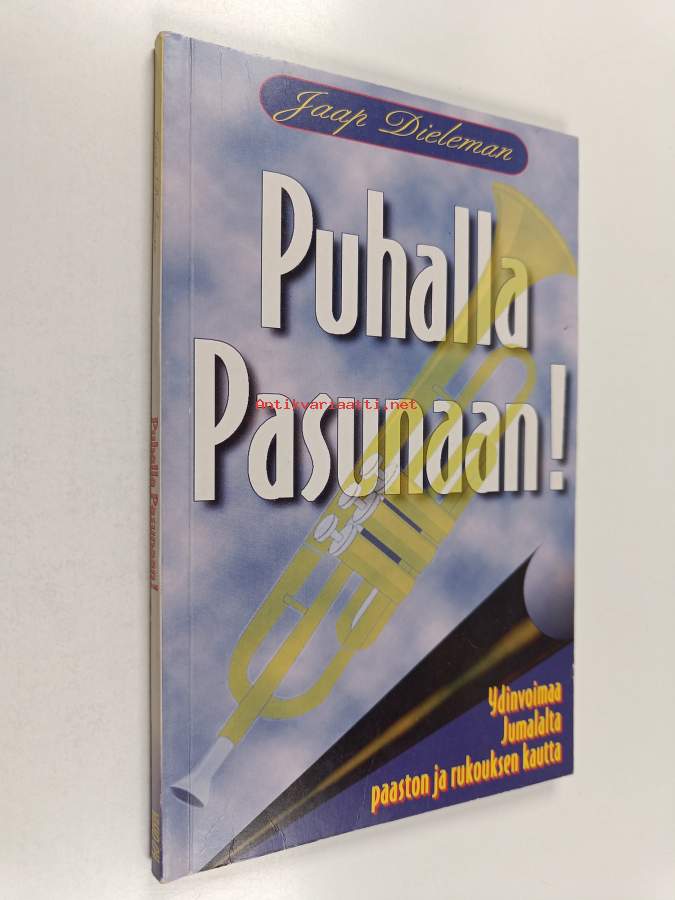 Jaap Dieleman
Puhalla
Pasunaan!
Antikvariaatti.net
Ydinvoimaa
Jumalalta
paaston ja rukouksen kautta
Puhalla Pasunaan!